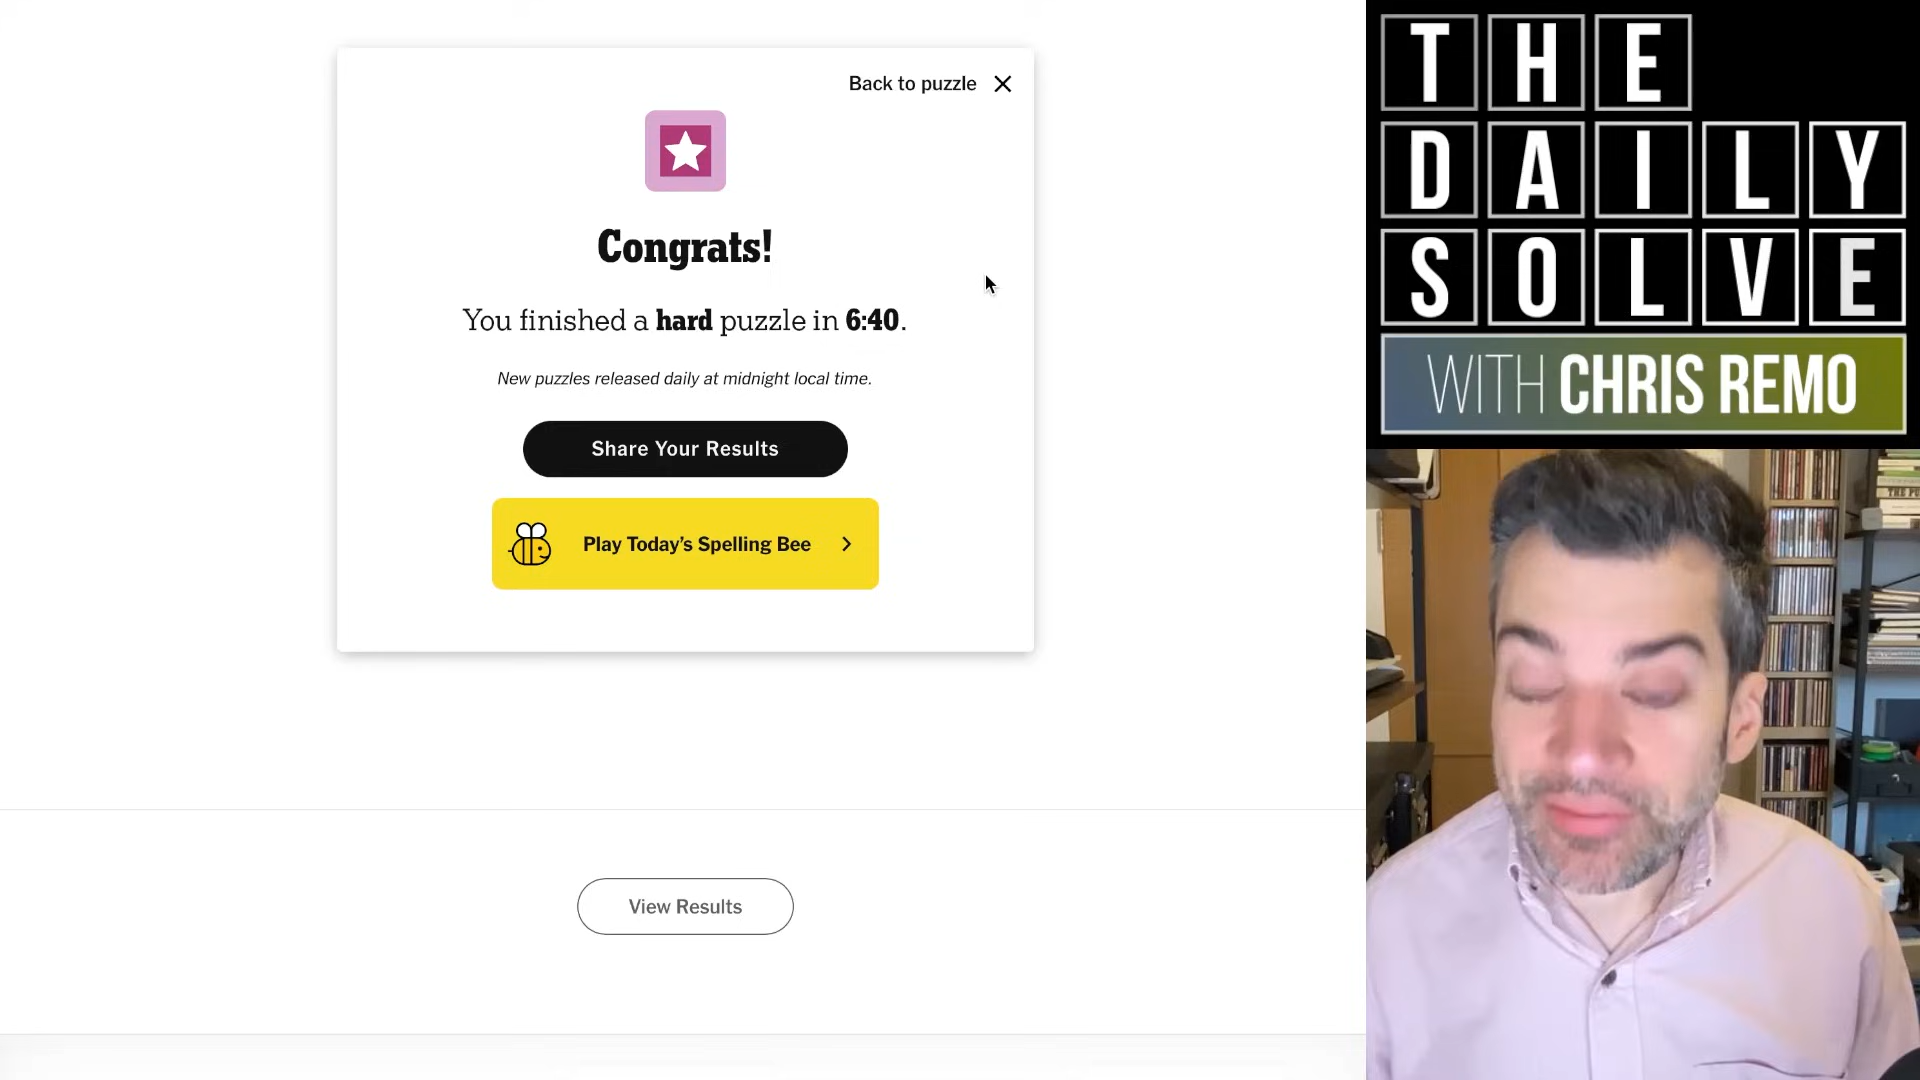 Back to puzzle
Congrats!
You finished a hard puzzle in 6:40.
New puzzles released daily at midnight local time.
Share Your Results
Play Today’s Spelling Bee
View Results
THE
DAILY
SOLVE
WITH CHRIS REMO